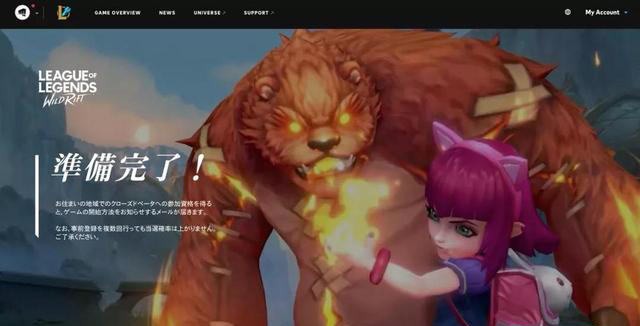 GAME OVERVIEW NEWS UNIVERSE SUPPORT My Account
LEAGUE OF
LEGENDS
WILD RIFT
準備完了！
お住まいの地域でのクローズドベータへの参加資格を得る
と、ゲームの開始方法をお知らせするメールが届きます。
なお、事前登録を複数回行っても当選確率は上がりません。
ご了承ください。